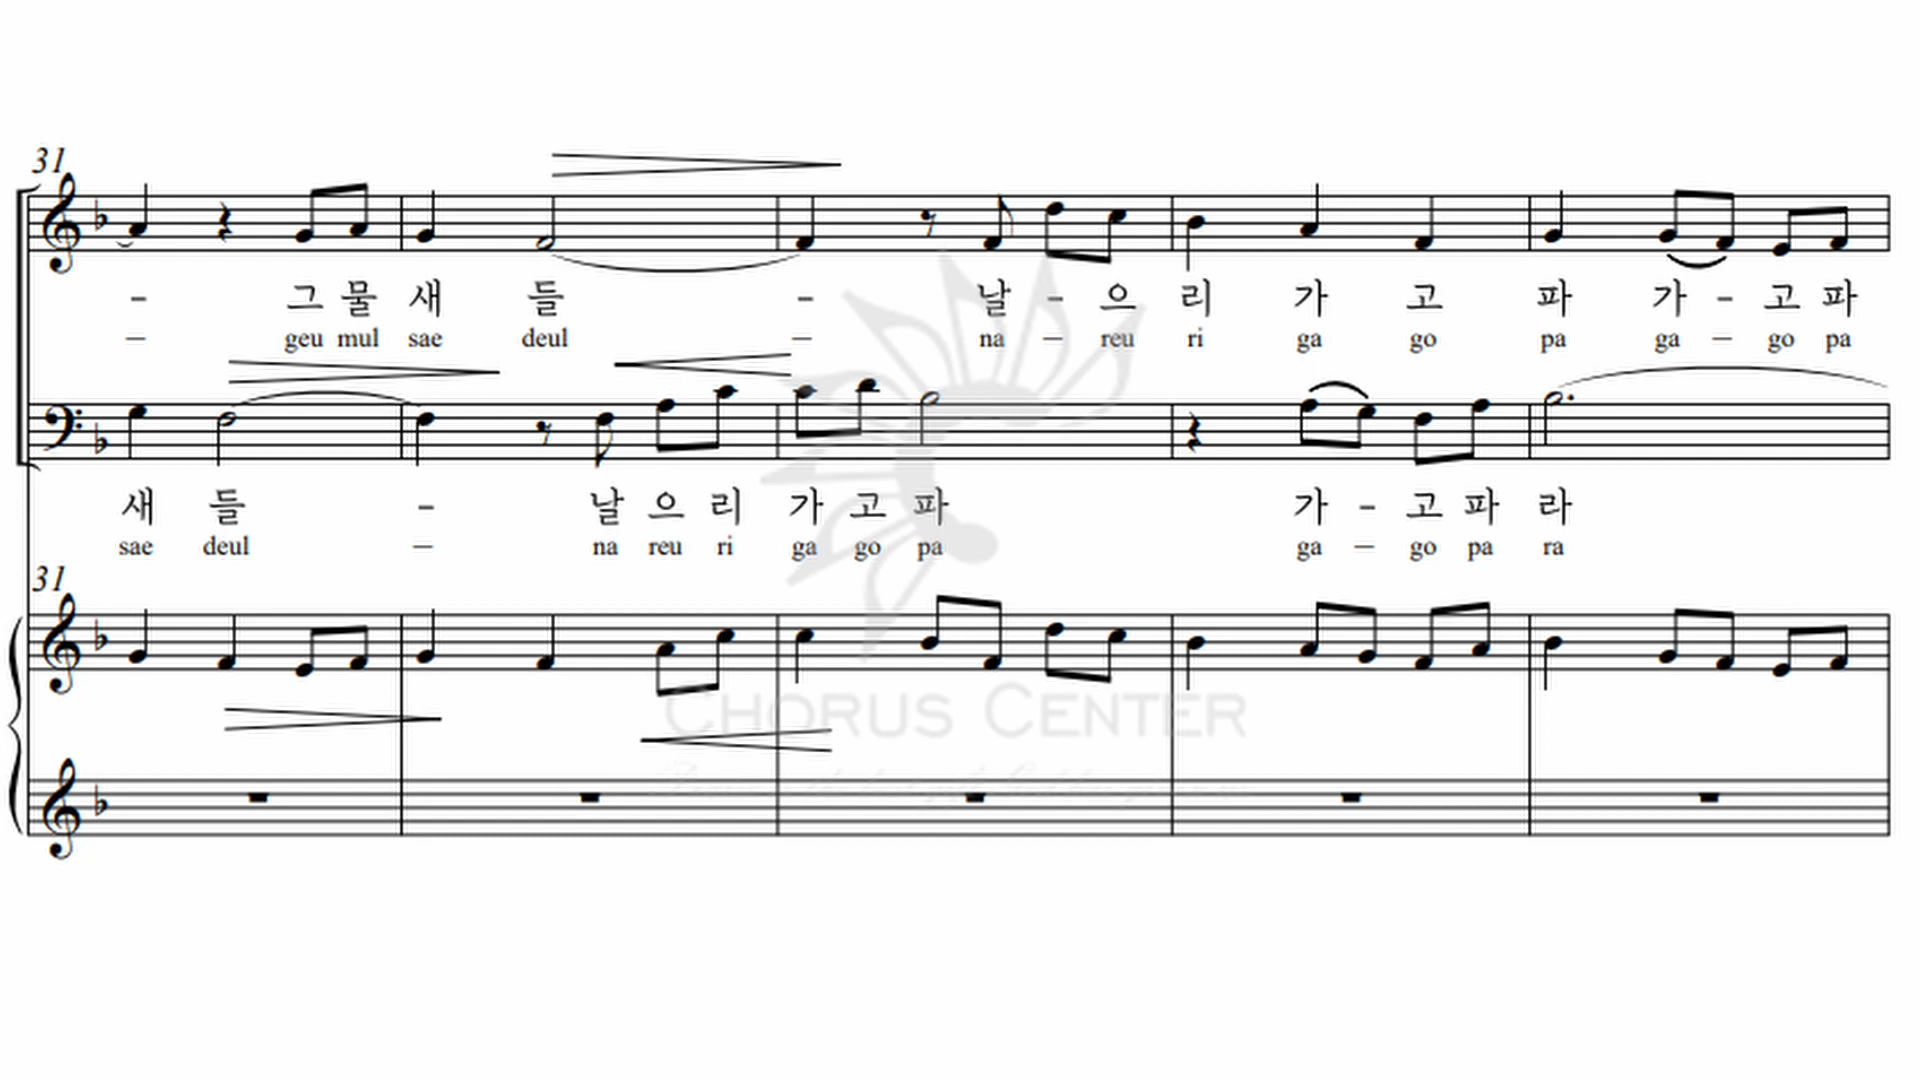 31
- 그 물 새 들 - 날 - 으 리 가 고 파 가 - 고 파
– geu mul sae deul – na – reu ri ga go pa ga – go pa
새 들 - 날 으 리 가 고 파 가 - 고 파 라
sae deul – na reu ri ga go pa ga – go pa ra
31
CHORUS CENTER